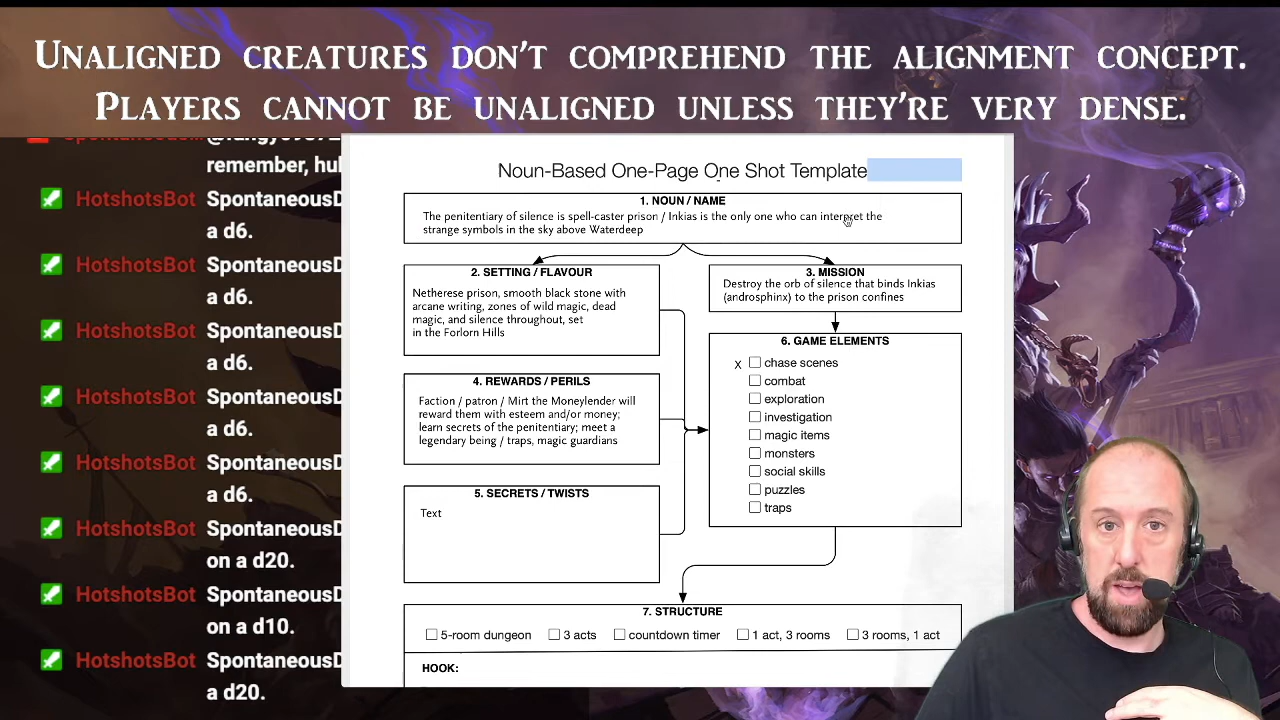 UNALIGNED CREATURES DON'T COMPREHEND THE ALIGNMENT CONCEPT.
PLAYERS CANNOT BE UNALIGNED UNLESS THEY'RE VERY DENSE.
remember, hul
HotshotsBot SpontaneousD
a d6.
HotshotsBot SpontaneousD
a d6.
HotshotsBot SpontaneousD
a d6.
HotshotsBot SpontaneousD
a d6.
HotshotsBot SpontaneousD
a d6.
HotshotsBot SpontaneousD
on a d20.
HotshotsBot SpontaneousD
on a d10.
HotshotsBot SpontaneousD
a d20.
Noun-Based One-Page One Shot Template
1. NOUN / NAME
The penitentiary of silence is spell-caster prison / Inkias is the only one who can interpret the
strange symbols in the sky above Waterdeep
2. SETTING / FLAVOUR
Netherese prison, smooth black stone with
arcane writing, zones of wild magic, dead
magic, and silence throughout, set
in the Forlorn Hills
3. MISSION
Destroy the orb of silence that binds Inkias
(androsphinx) to the prison confines
4. REWARDS / PERILS
Faction / patron / Mirt the Moneylender will
reward them with esteem and/or money;
learn secrets of the penitentiary; meet a
legendary being / traps, magic guardians
5. SECRETS / TWISTS
Text
6. GAME ELEMENTS
X chase scenes
combat
exploration
investigation
magic items
monsters
social skills
puzzles
traps
7. STRUCTURE
5-room dungeon 3 acts countdown timer 1 act, 3 rooms 3 rooms, 1 act
HOOK: